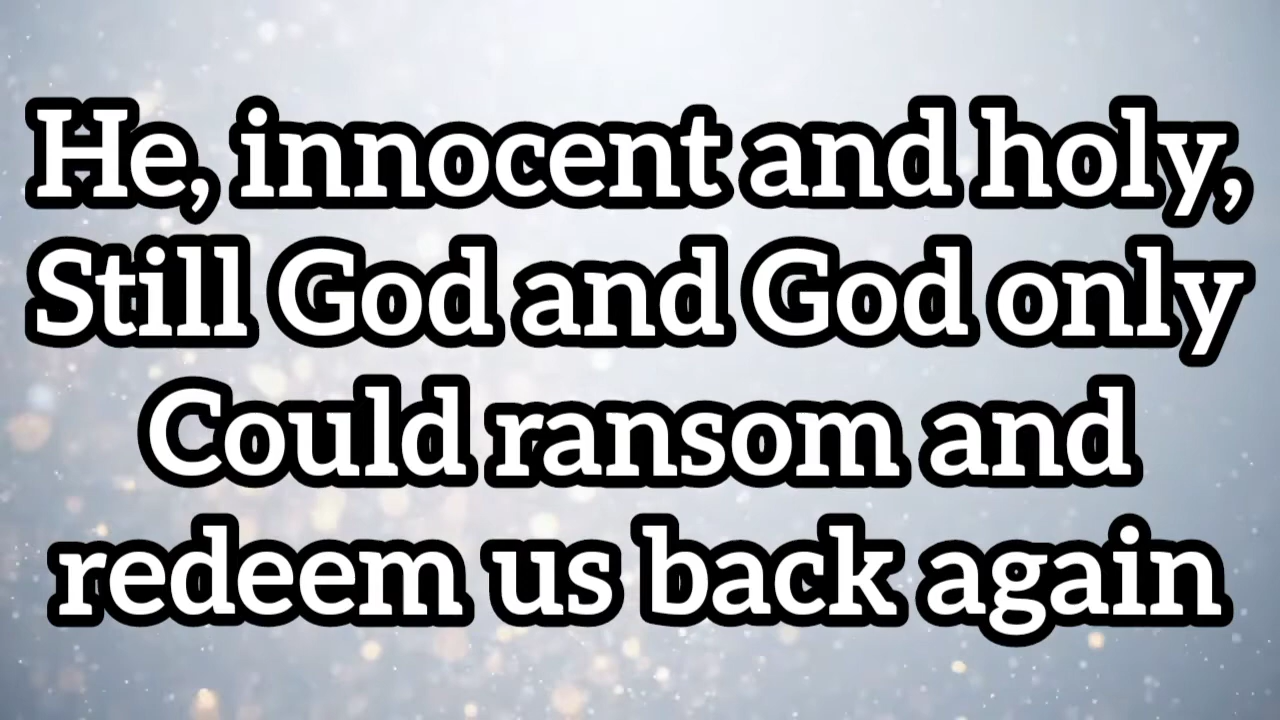 He, innocent and holy,
Still God and God only
Could ransom and
redeem us back again